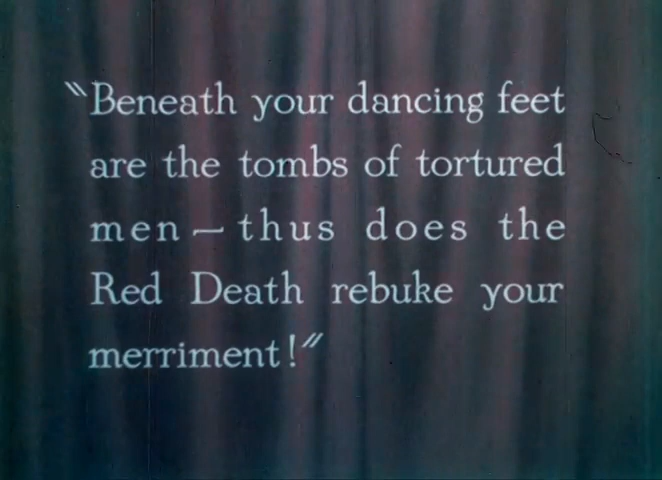 "Beneath your dancing feet
are the tombs of tortured
men — thus does the
Red Death rebuke your
merriment!"